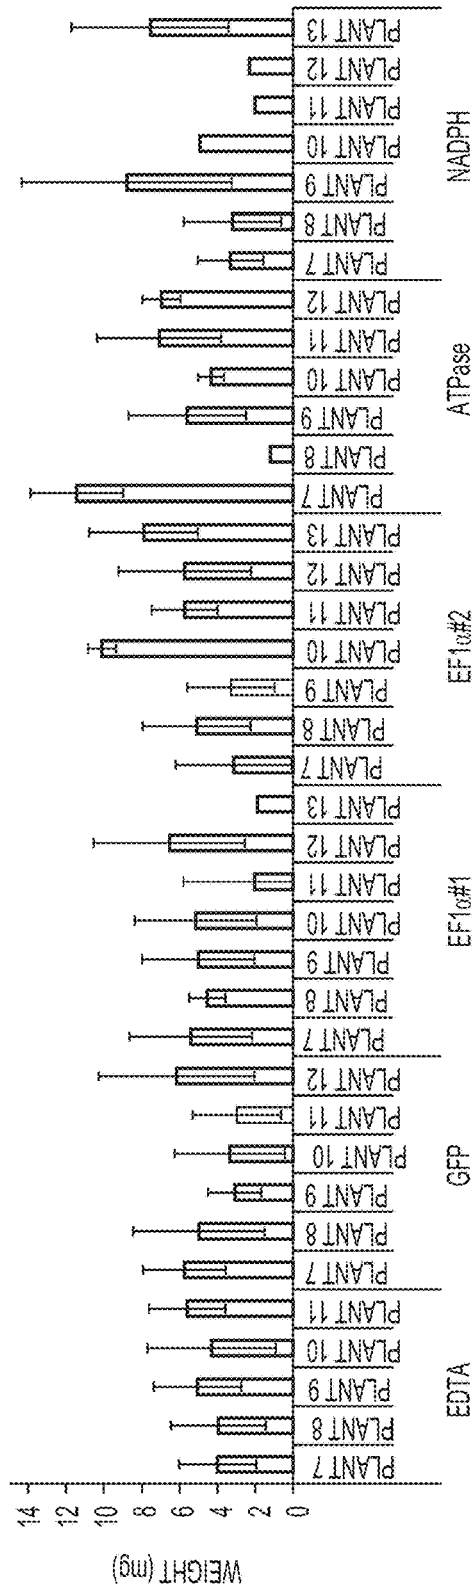 WEIGHT (mg)
14
12
10
8
6
4
2
0
PLANT 7
PLANT 8
PLANT 9
PLANT 10
PLANT 11
EDTA
PLANT 7
PLANT 8
PLANT 9
PLANT 10
PLANT 11
PLANT 12
GFP
PLANT 7
PLANT 8
PLANT 9
PLANT 10
PLANT 11
PLANT 12
PLANT 13
EF1α#1
PLANT 7
PLANT 8
PLANT 9
PLANT 10
PLANT 11
PLANT 12
PLANT 13
EF1α#2
PLANT 7
PLANT 8
PLANT 9
PLANT 10
PLANT 11
PLANT 12
ATPase
PLANT 7
PLANT 8
PLANT 9
PLANT 10
PLANT 11
PLANT 12
PLANT 13
NADPH